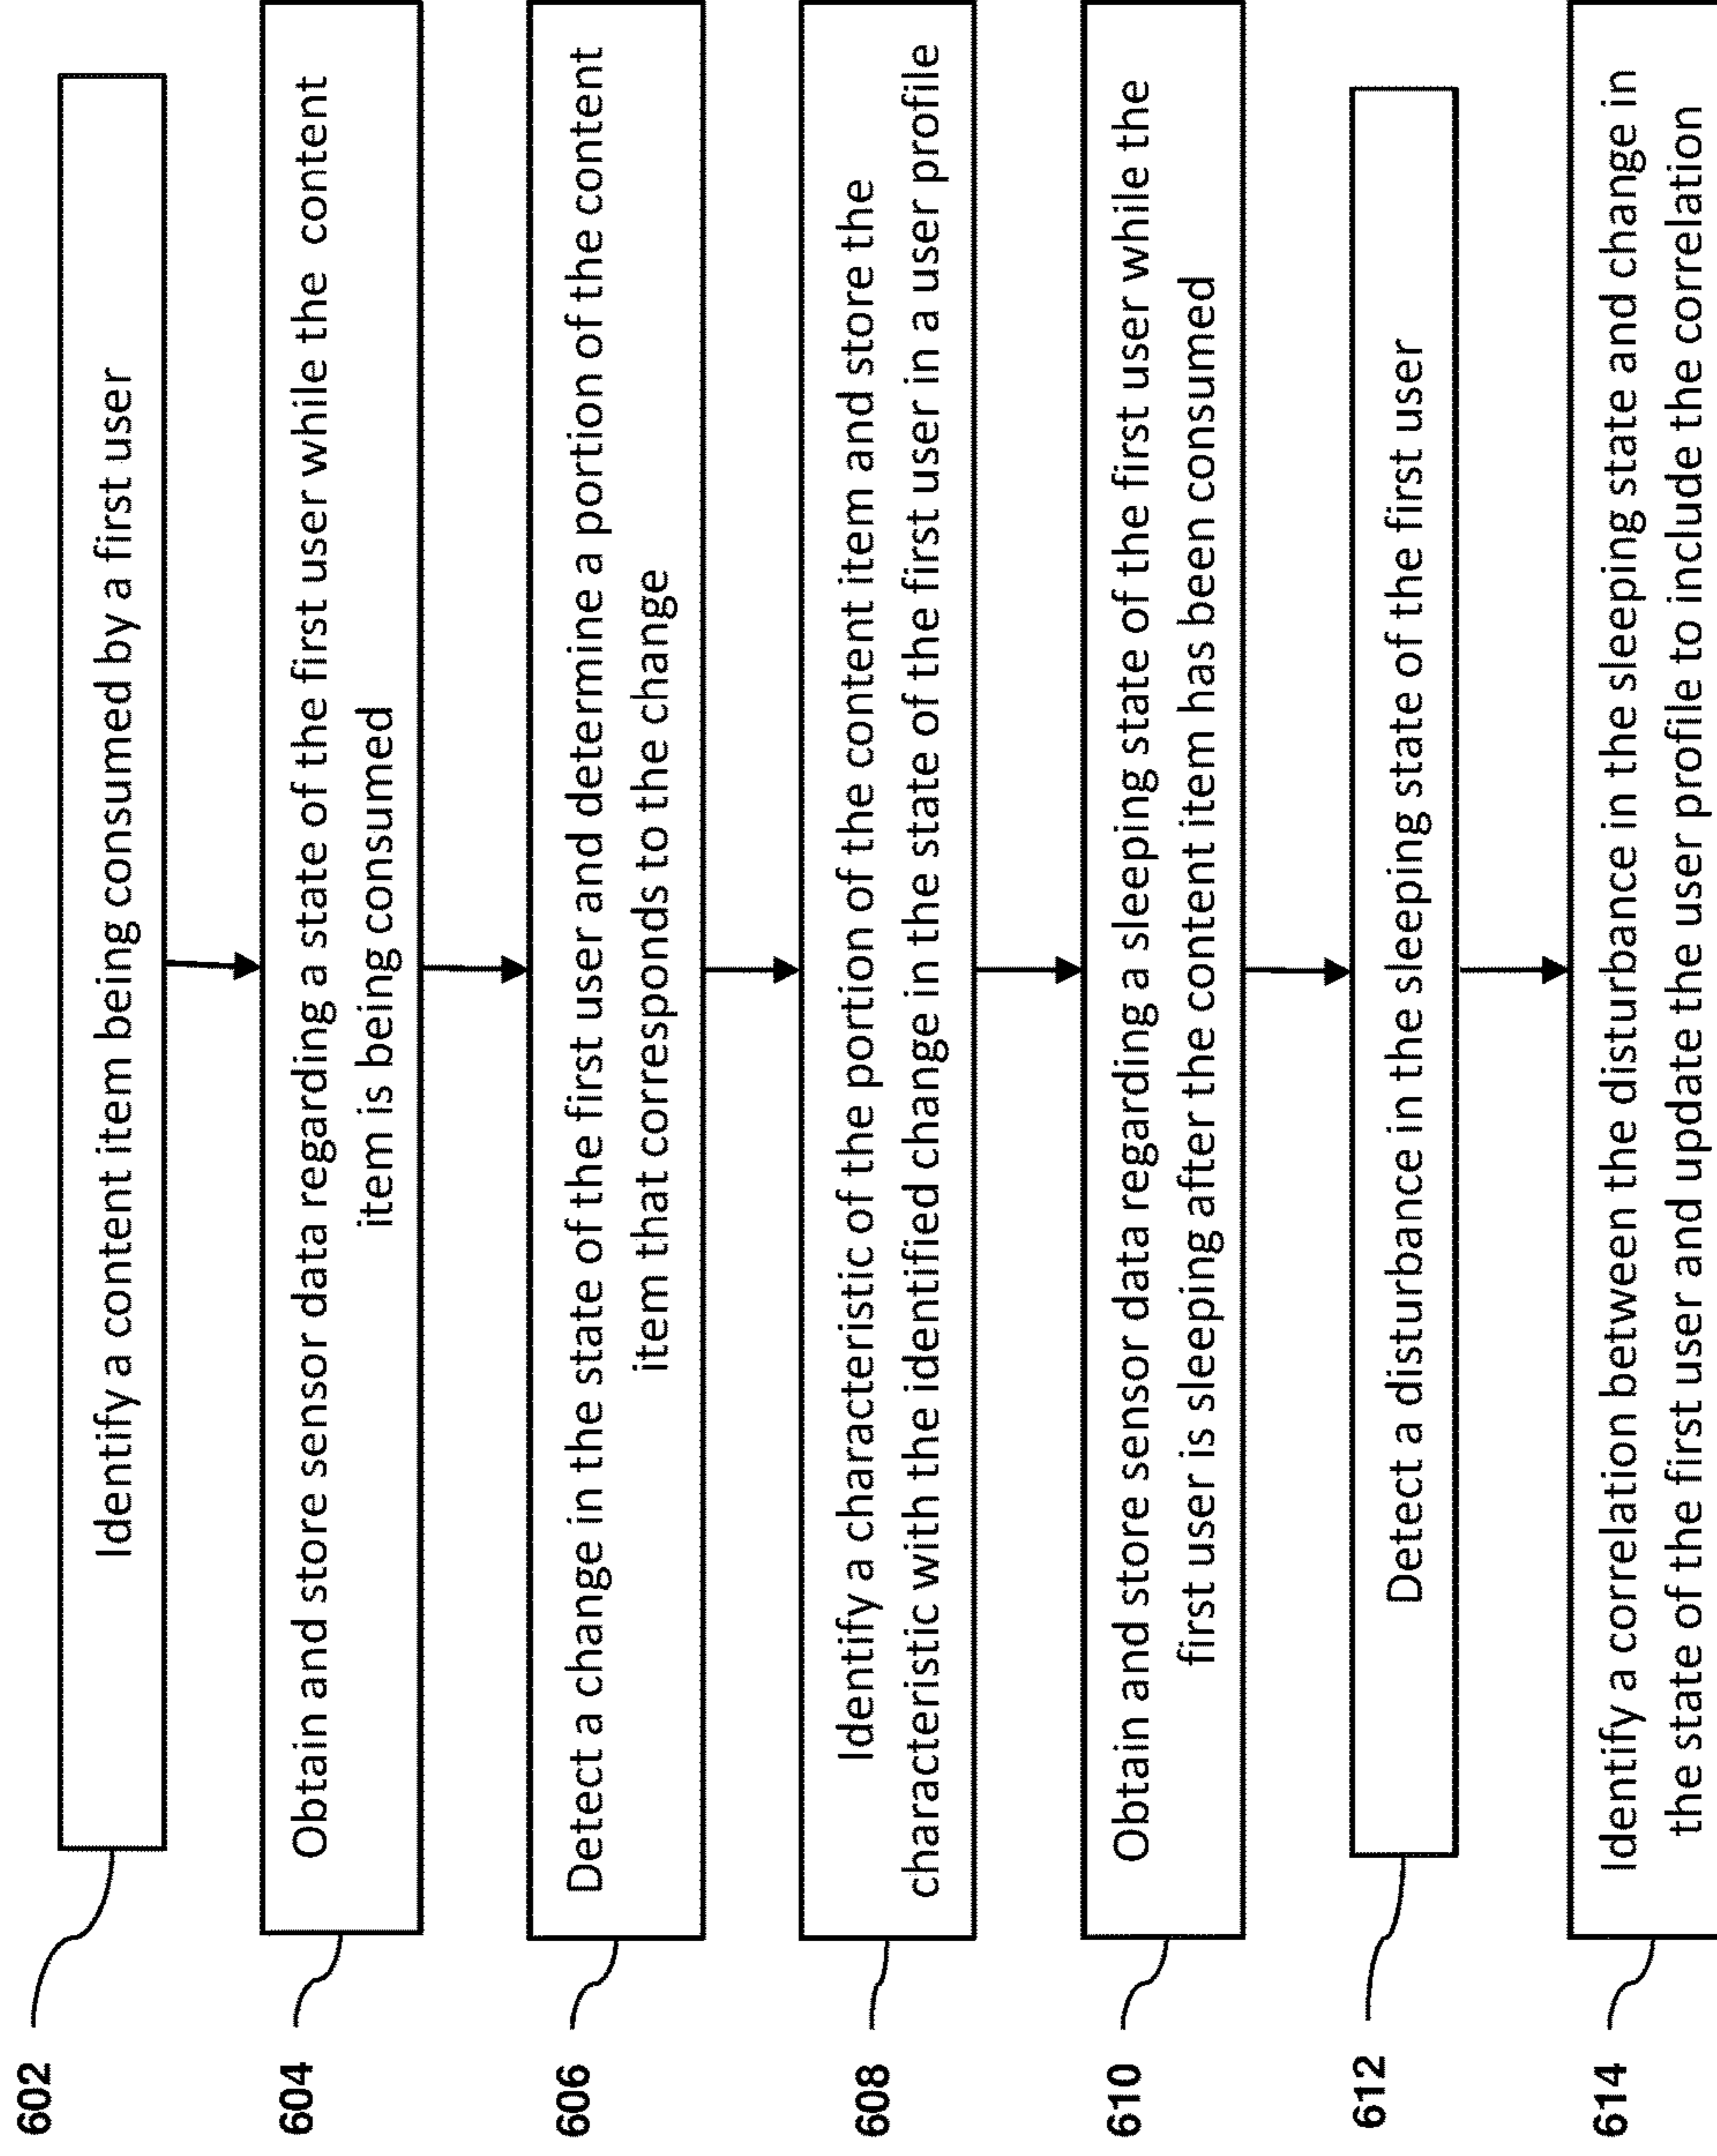 602
Identify a content item being consumed by a first user
604
Obtain and store sensor data regarding a state of the first user while the content
item is being consumed
606
Detect a change in the state of the first user and determine a portion of the content
item that corresponds to the change
608
Identify a characteristic of the portion of the content item and store the
characteristic with the identified change in the state of the first user in a user profile
610
Obtain and store sensor data regarding a sleeping state of the first user while the
first user is sleeping after the content item has been consumed
612
Detect a disturbance in the sleeping state of the first user
614
Identify a correlation between the disturbance in the sleeping state and change in
the state of the first user and update the user profile to include the correlation